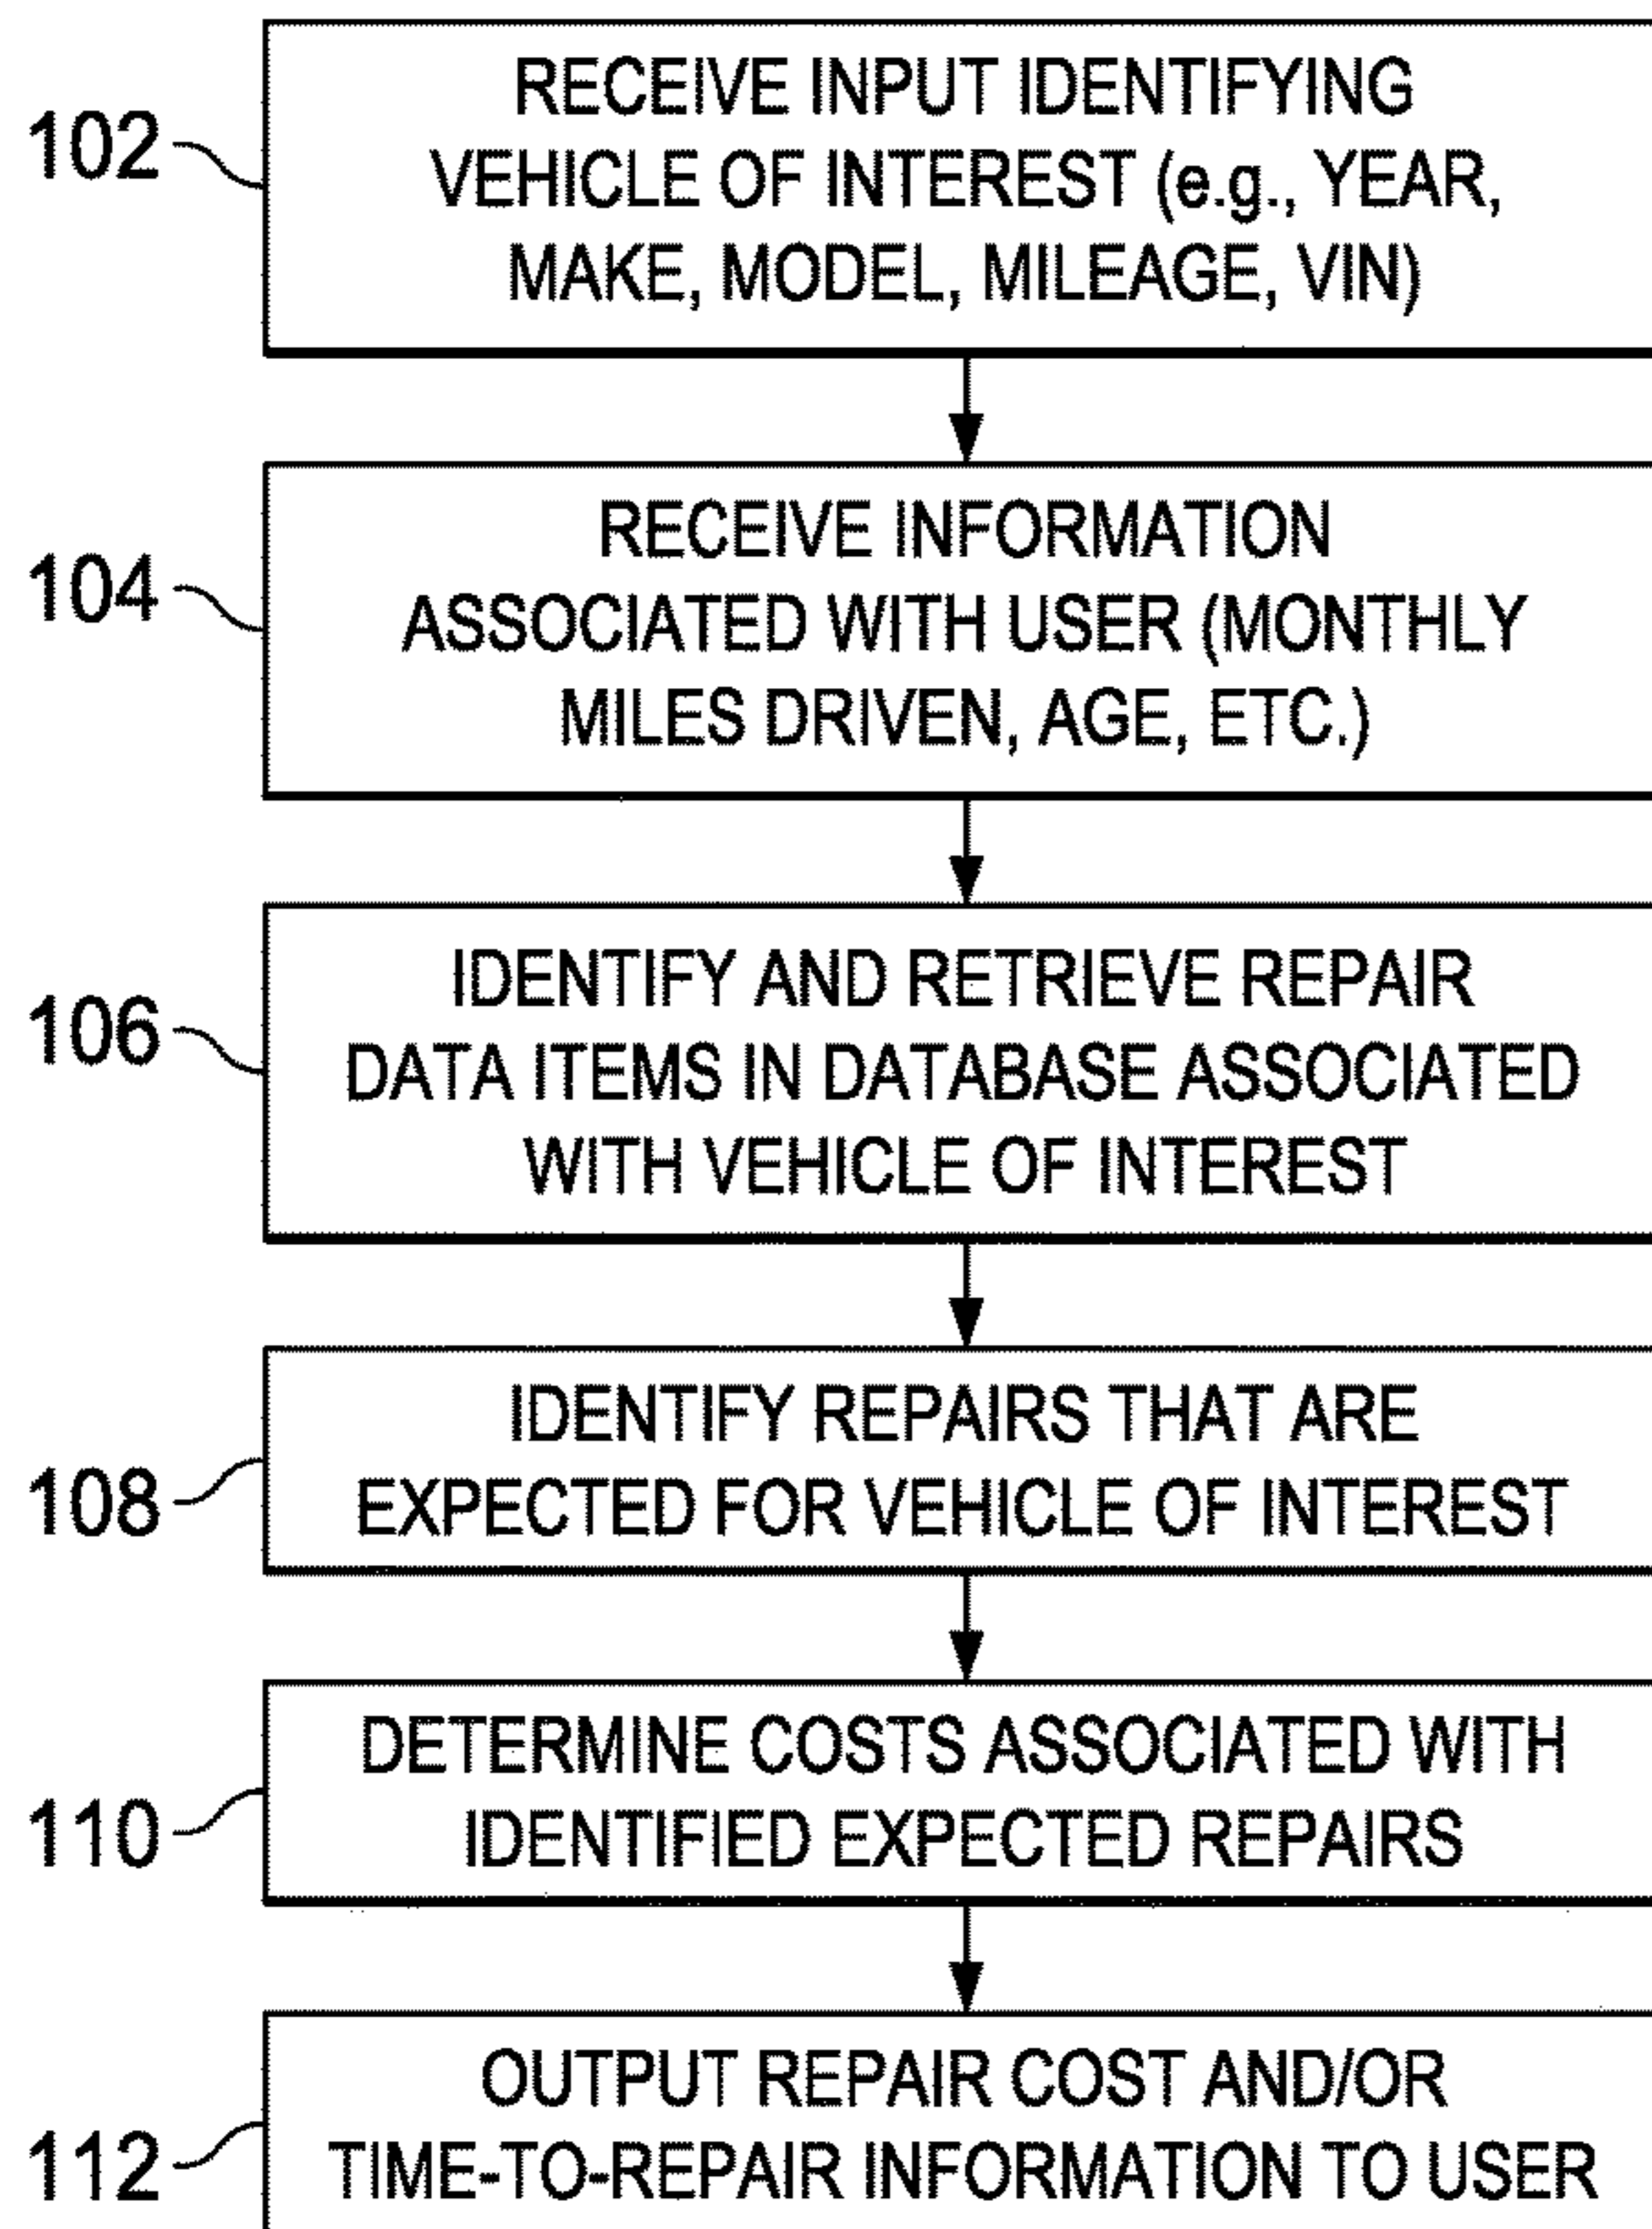 RECEIVE INPUT IDENTIFYING
102
VEHICLE OF INTEREST (e.g., YEAR,
MAKE, MODEL, MILEAGE, VIN)
RECEIVE INFORMATION
104
ASSOCIATED WITH USER (MONTHLY
MILES DRIVEN, AGE, ETC.)
IDENTIFY AND RETRIEVE REPAIR
106
DATA ITEMS IN DATABASE ASSOCIATED
WITH VEHICLE OF INTEREST
IDENTIFY REPAIRS THAT ARE
108
EXPECTED FOR VEHICLE OF INTEREST
DETERMINE COSTS ASSOCIATED WITH
110
IDENTIFIED EXPECTED REPAIRS
OUTPUT REPAIR COST AND/OR
112
TIME-TO-REPAIR INFORMATION TO USER